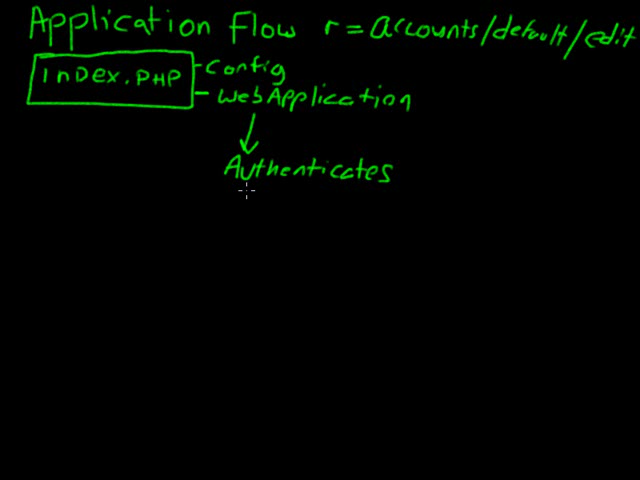 Application Flow r = accounts/default/edit
Index.PHP - Config
- WebApplication
Authenticates